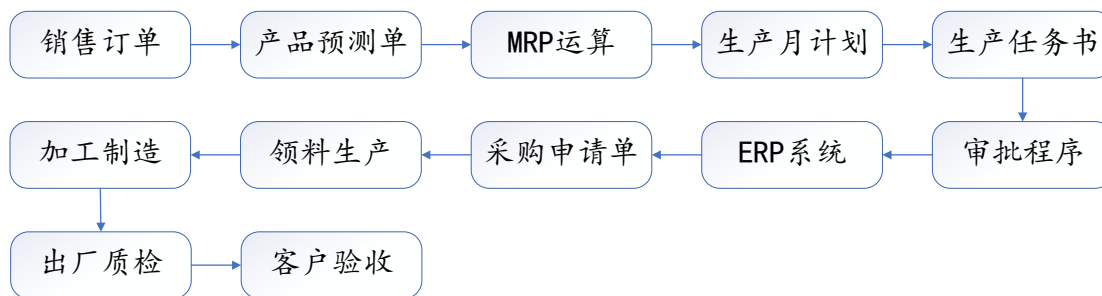 销售订单
产品预测单
MRP运算
生产月计划
生产任务书
审批程序
ERP系统
采购申请单
领料生产
加工制造
出厂质检
客户验收